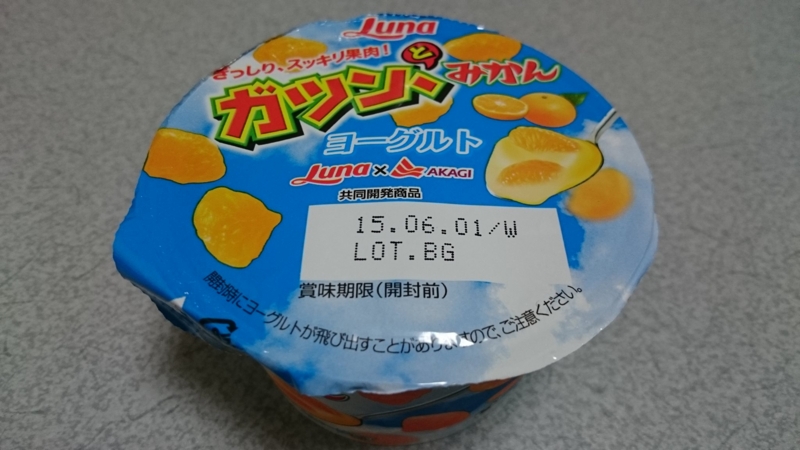 Luna
ぎっしり、スッキリ果肉!
ガツン、とみかん
ヨーグルト
Luna×AKAGI
共同開発商品
15.06.01/W
LOT.BG
賞味期限(開封前)
開封時にヨーグルトが飛び出すことがありますので、ご注意ください。